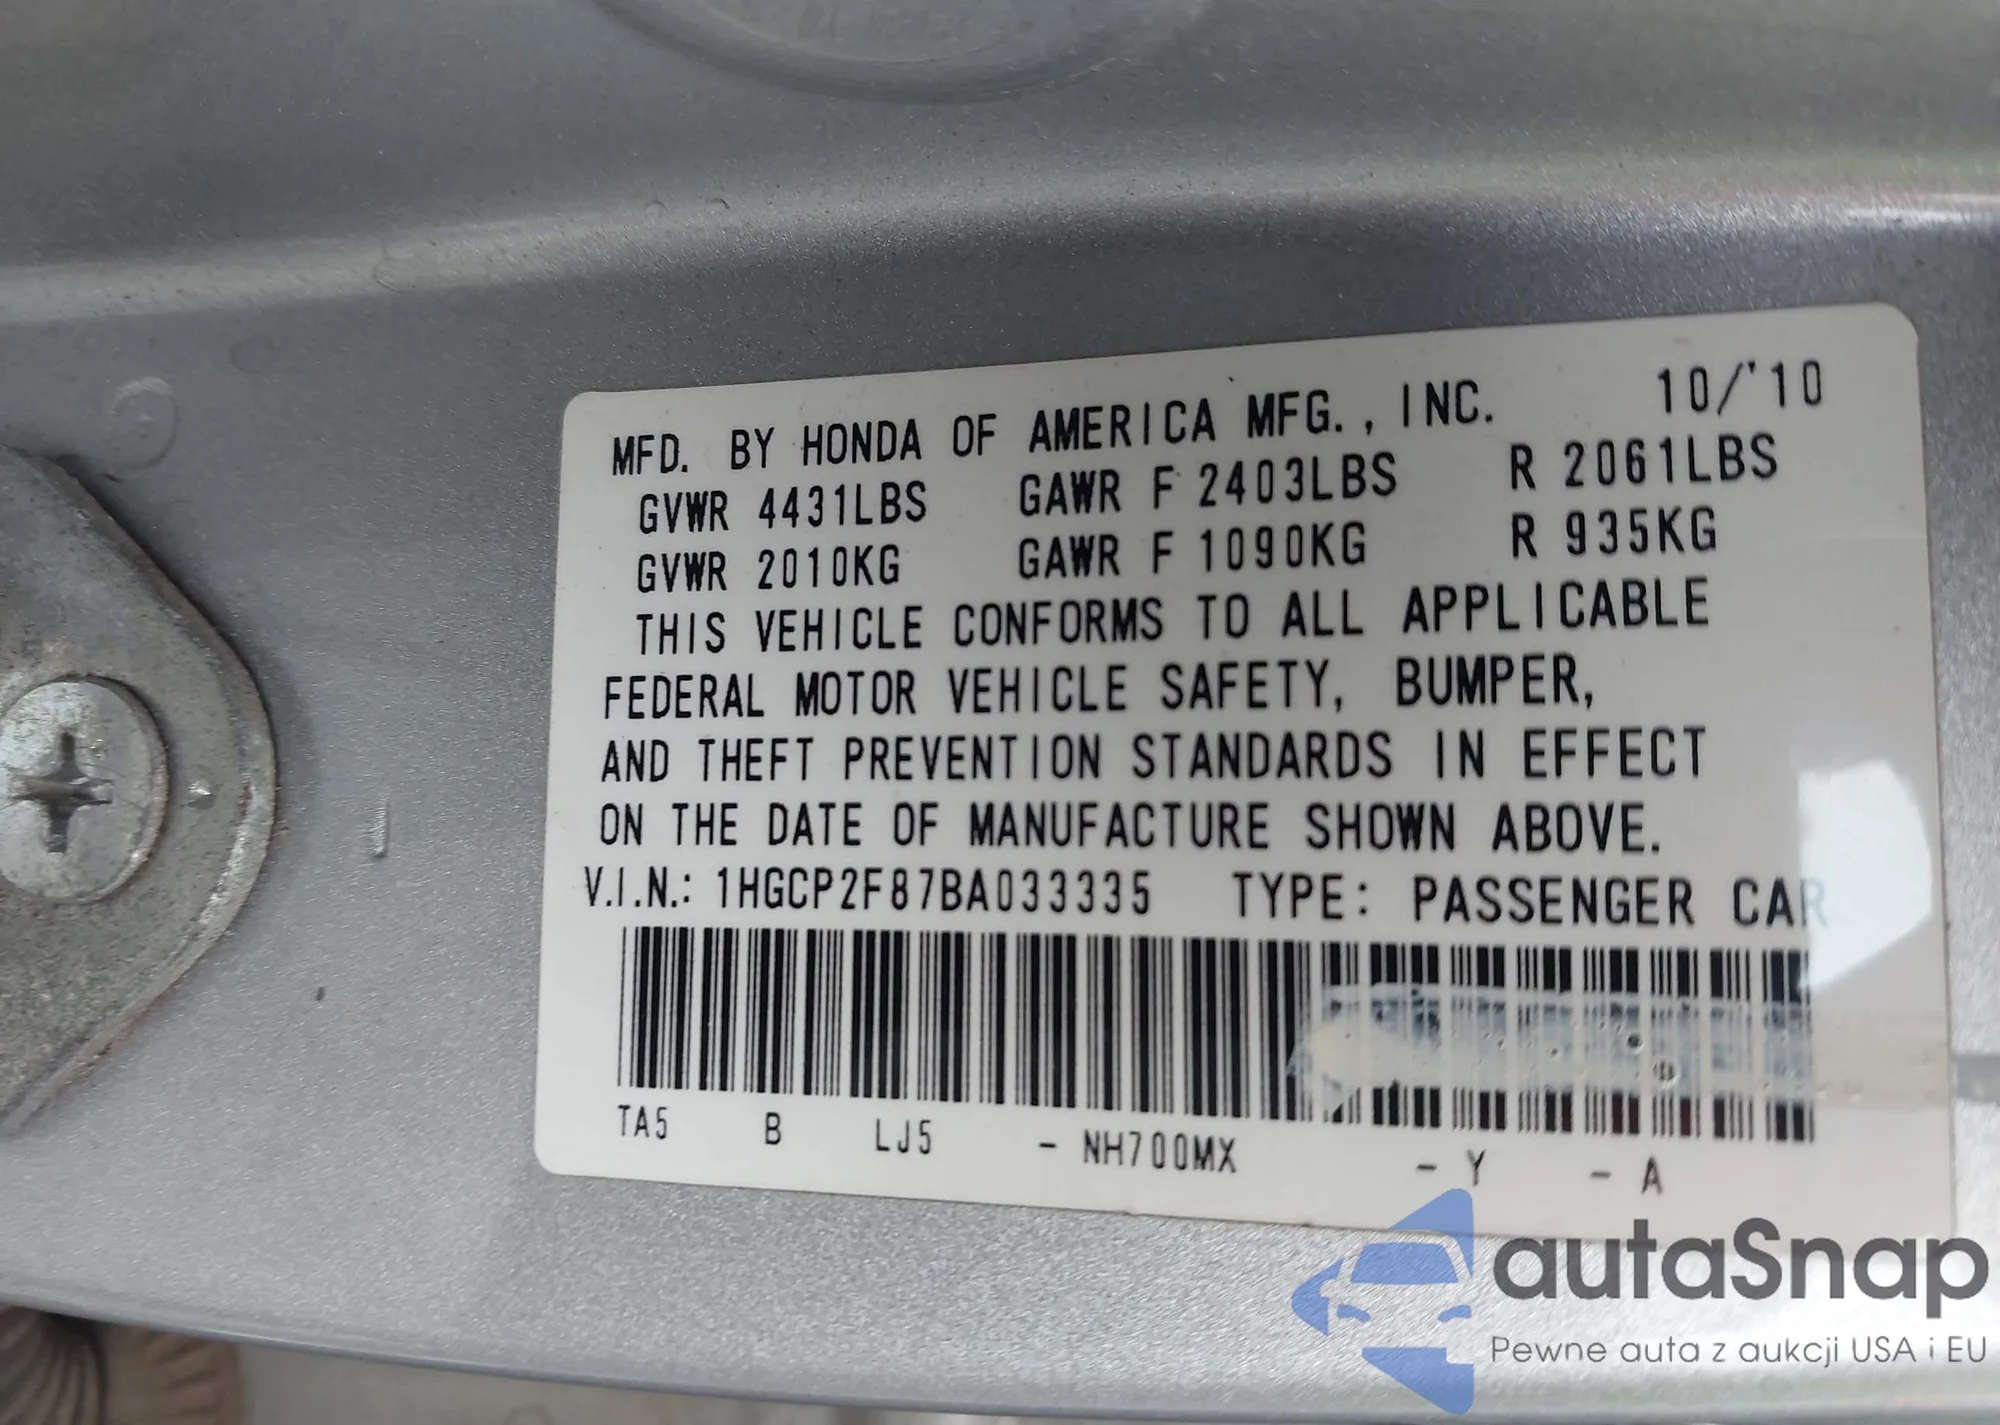 MFD. BY HONDA OF AMERICA MFG., INC. 10/'10
GVWR 4431LBS GAWR F 2403LBS R 2061LBS
GVWR 2010KG GAWR F 1090KG R 935KG
THIS VEHICLE CONFORMS TO ALL APPLICABLE
FEDERAL MOTOR VEHICLE SAFETY, BUMPER,
AND THEFT PREVENTION STANDARDS IN EFFECT
ON THE DATE OF MANUFACTURE SHOWN ABOVE.
V.I.N.: 1HGCP2F87BA033335 TYPE: PASSENGER CAR
TA5 B LJ5 - NH700MX - Y - A
autaSnap
Pewne auta z aukcji USA i EU